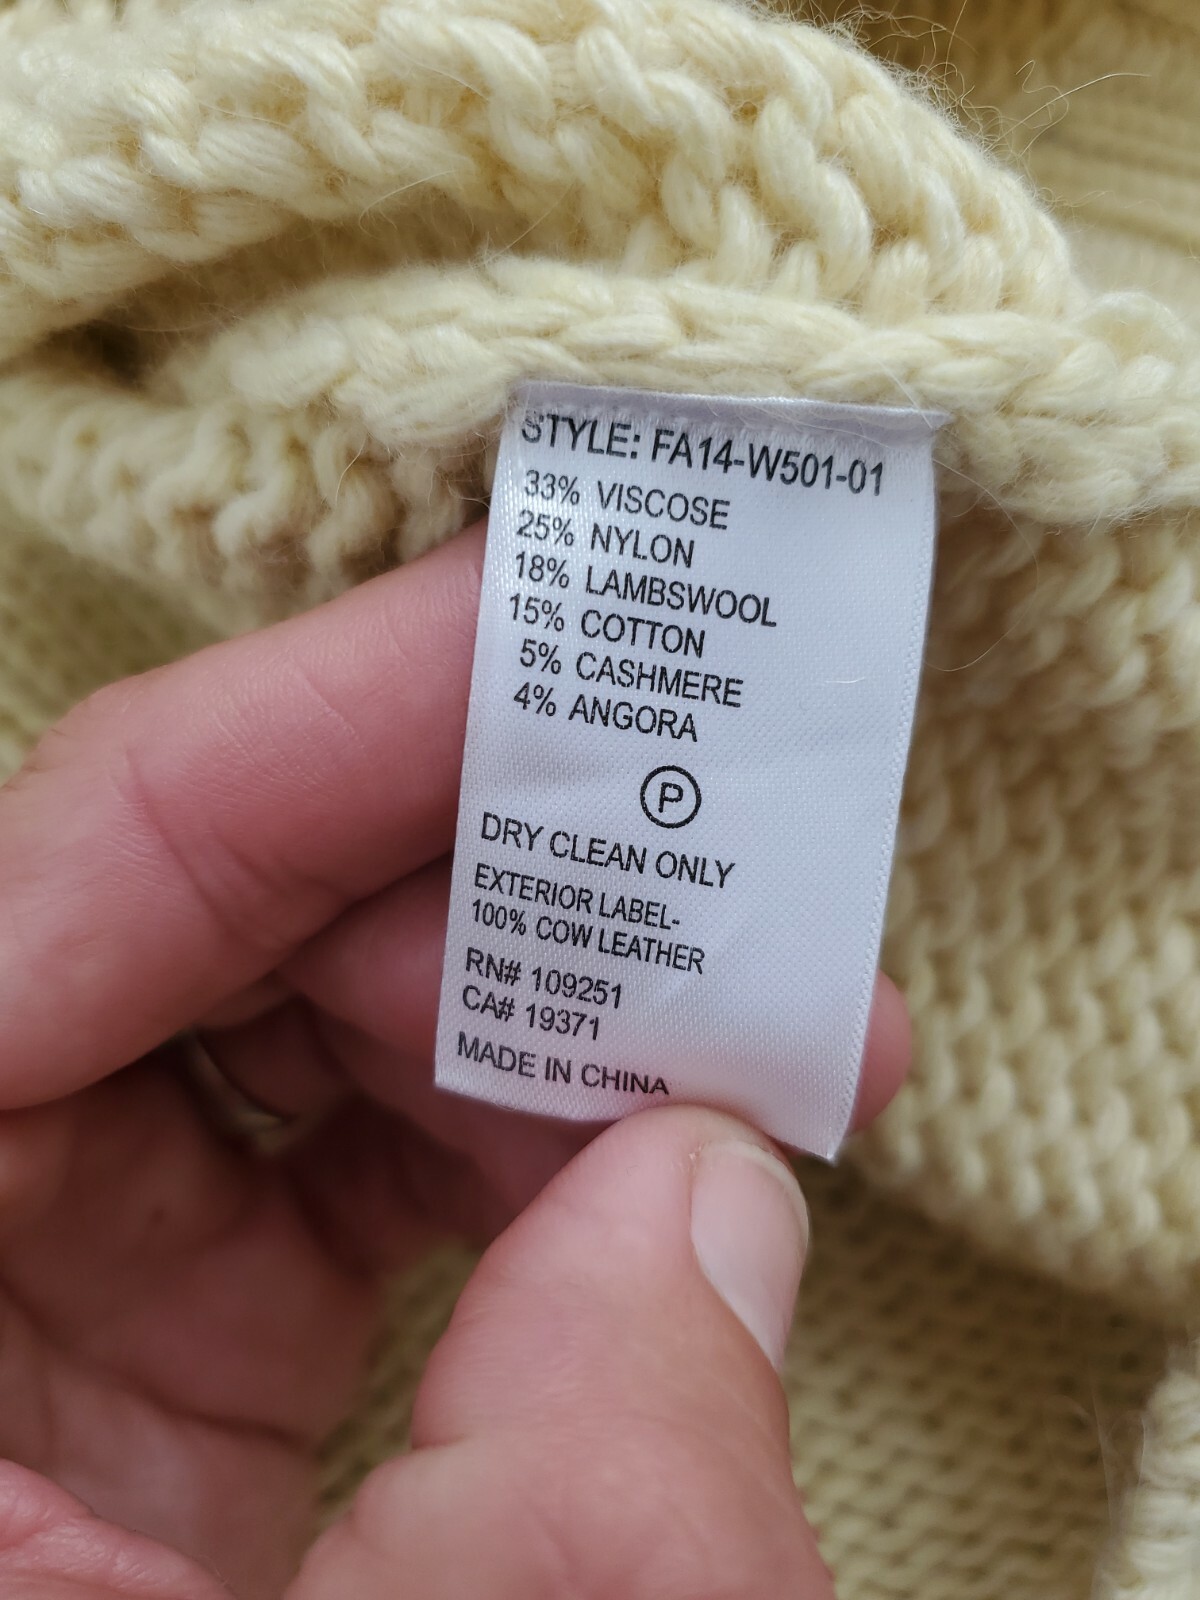 STYLE: FA14-W501-01
33% VISCOSE
25% NYLON
18% LAMBSWOOL
15% COTTON
5% CASHMERE
4% ANGORA
P
DRY CLEAN ONLY
EXTERIOR LABEL-
100% COW LEATHER
RN# 109251
CA# 19371
MADE IN CHINA